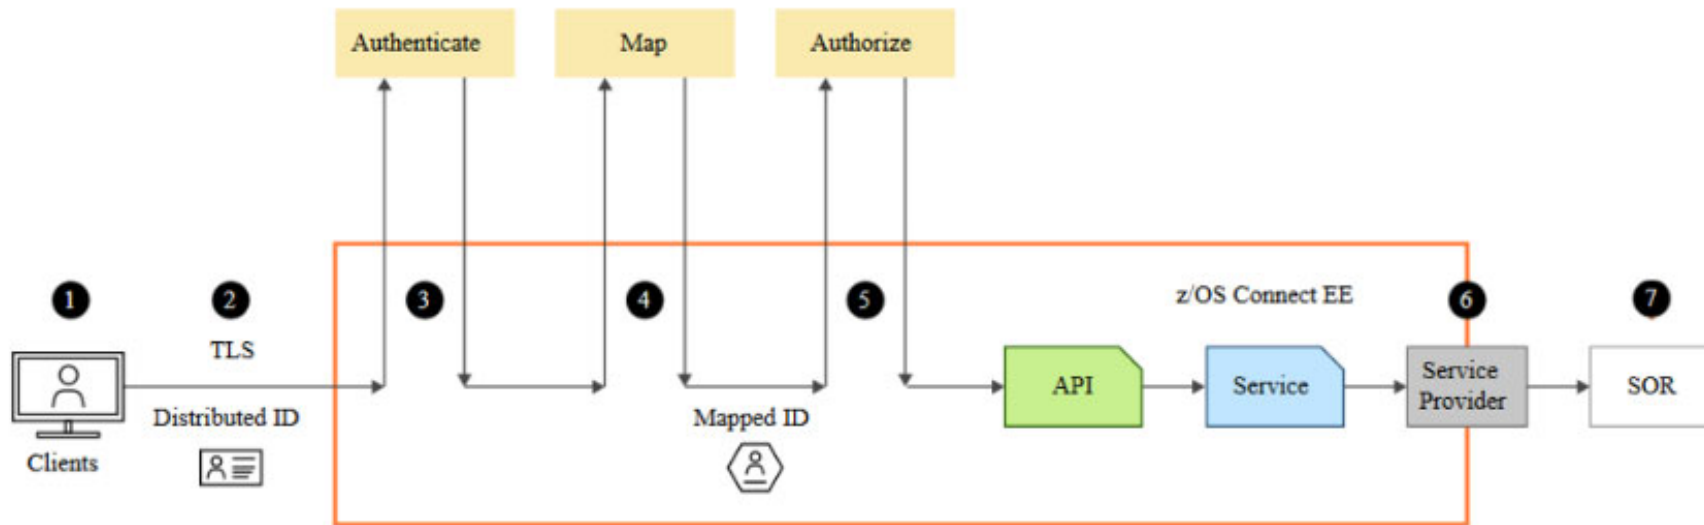 Authenticate
Map
Authorize
1
2
3
4
5
z/OS Connect EE
6
7
TLS
Distributed ID
Clients
Mapped ID
API
Service
Service
Provider
SOR